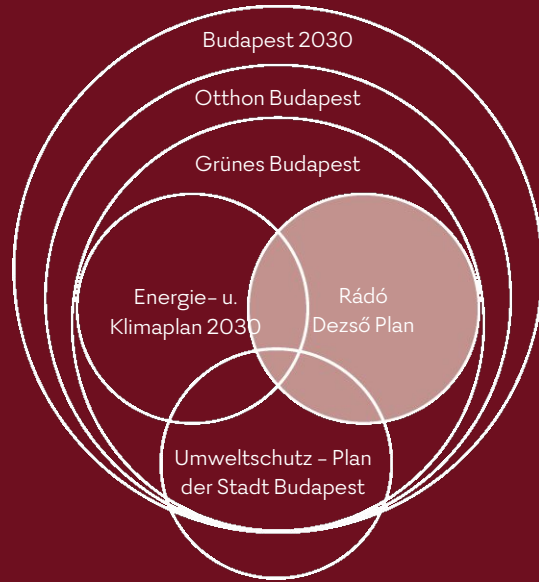 Budapest 2030
Otthon Budapest
Grünes Budapest
Energie- u.
Klimaplan 2030
Rádó
Dezső Plan
Umweltschutz - Plan
der Stadt Budapest